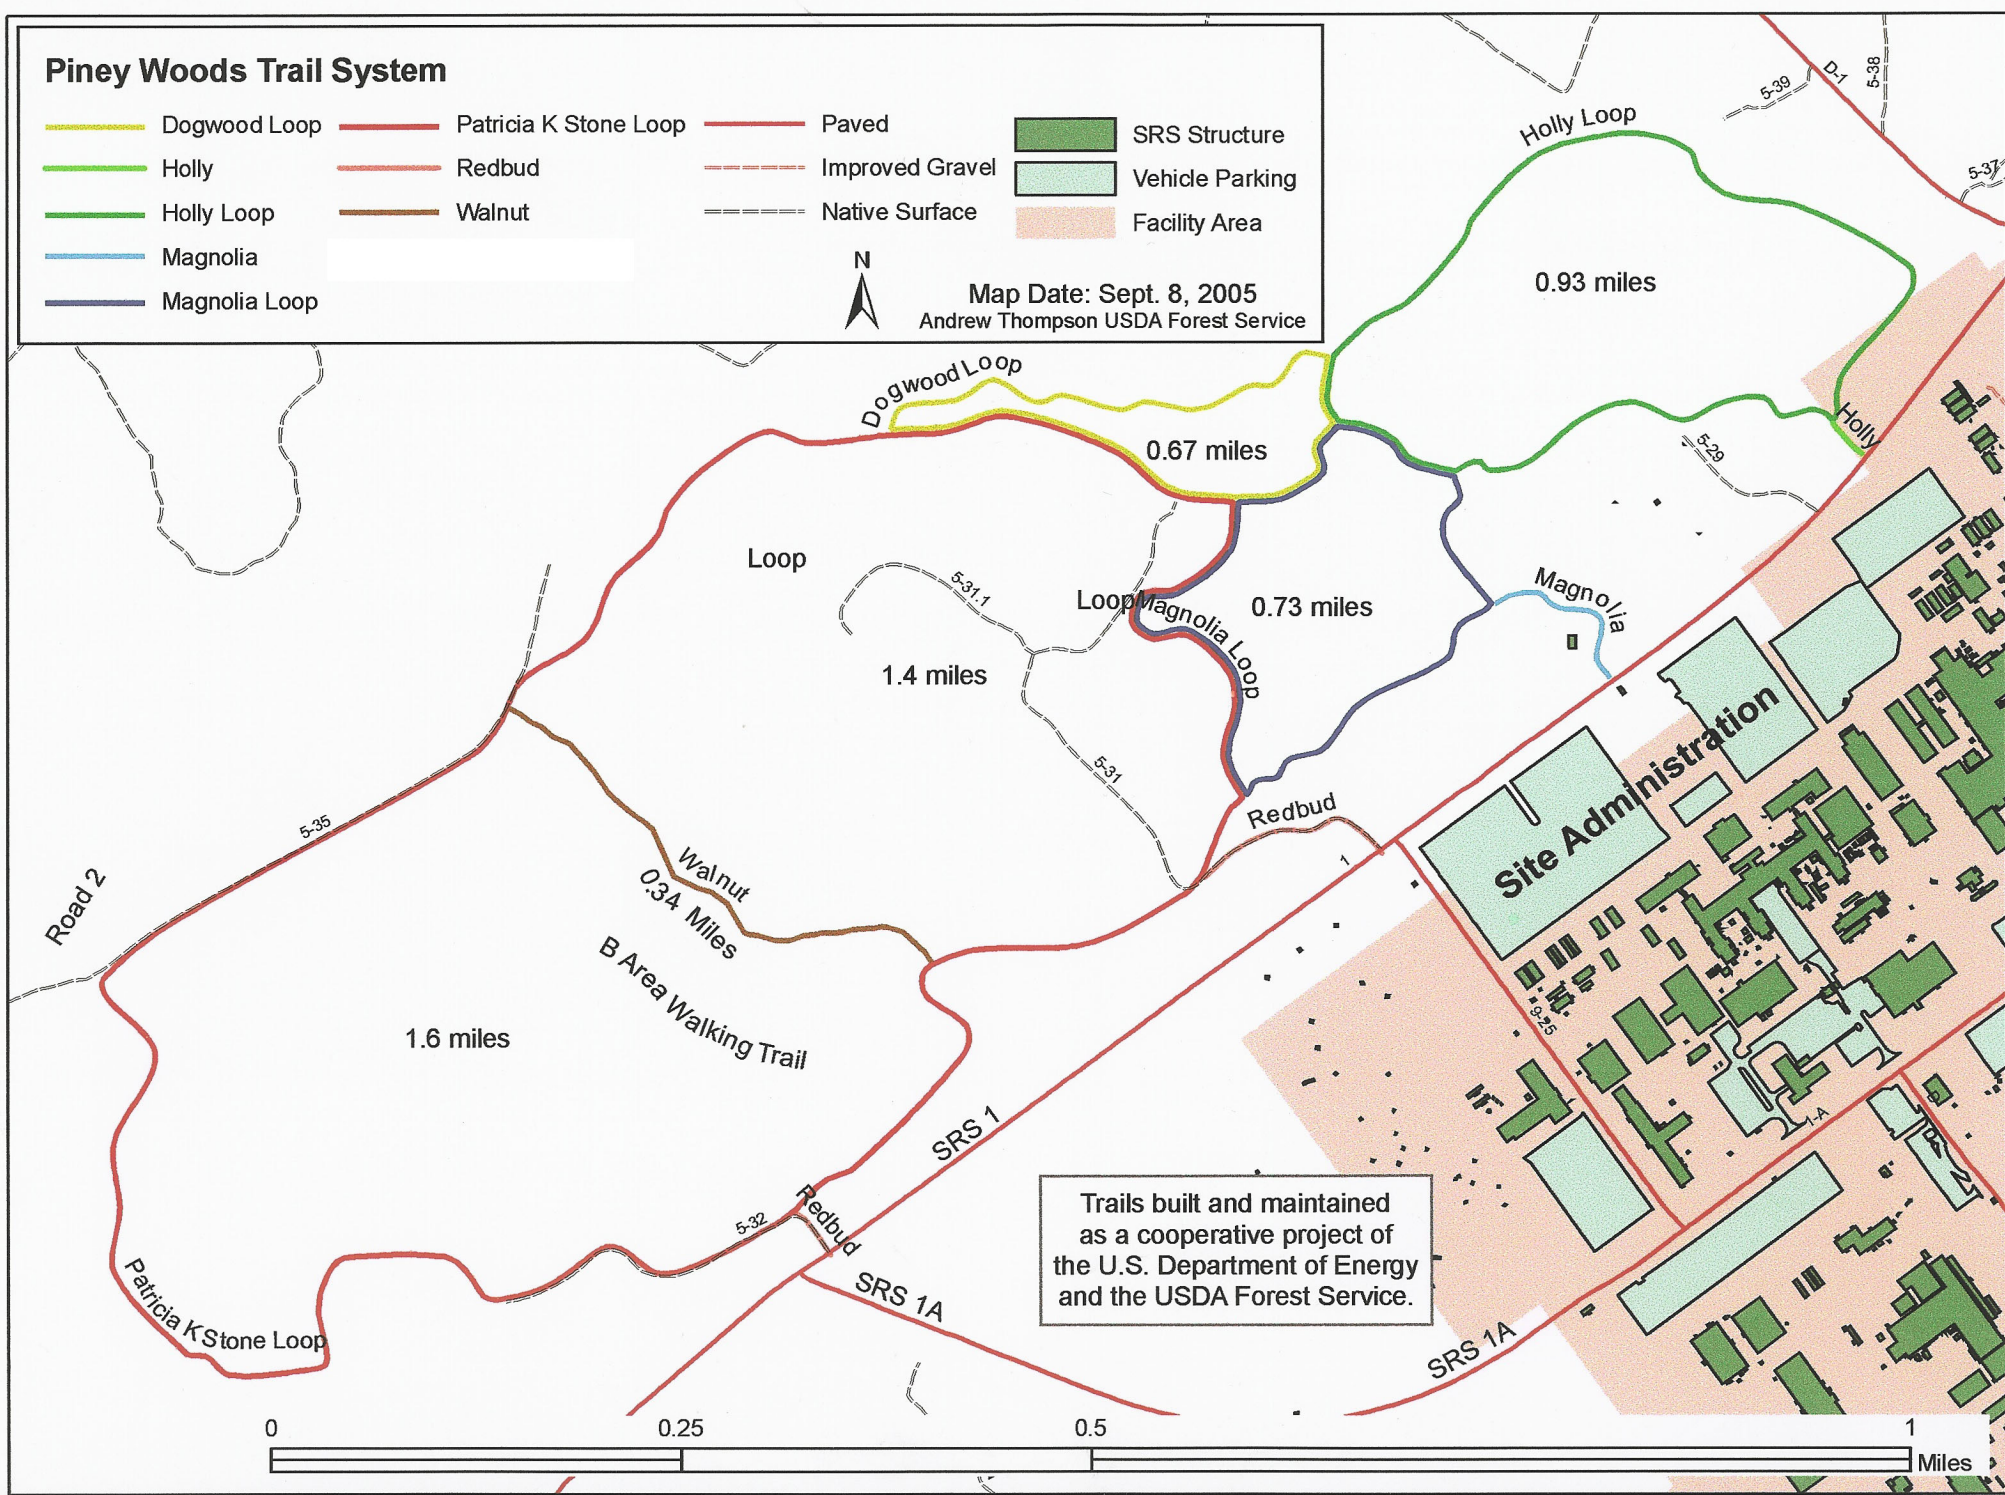 Piney Woods Trail System
Dogwood Loop
Holly
Holly Loop
Magnolia
Magnolia Loop
Patricia K Stone Loop
Redbud
Walnut
Paved
Improved Gravel
Native Surface
SRS Structure
Vehicle Parking
Facility Area
N
Map Date: Sept. 8, 2005
Andrew Thompson USDA Forest Service
5-39
D-1
5-38
5-37
Holly Loop
0.93 miles
Dogwood Loop
0.67 miles
Holly
5-29
Loop
5-31.1
Loop
Magnolia Loop
0.73 miles
Magnolia
1.4 miles
5-31
Redbud
1
Site Administration
5-35
Road 2
Walnut
0.34 Miles
B Area Walking Trail
1.6 miles
9-25
1-A
SRS 1
Redbud
5-32
SRS 1A
Patricia K Stone Loop
Trails built and maintained
as a cooperative project of
the U.S. Department of Energy
and the USDA Forest Service.
SRS 1A
0
0.25
0.5
1
Miles